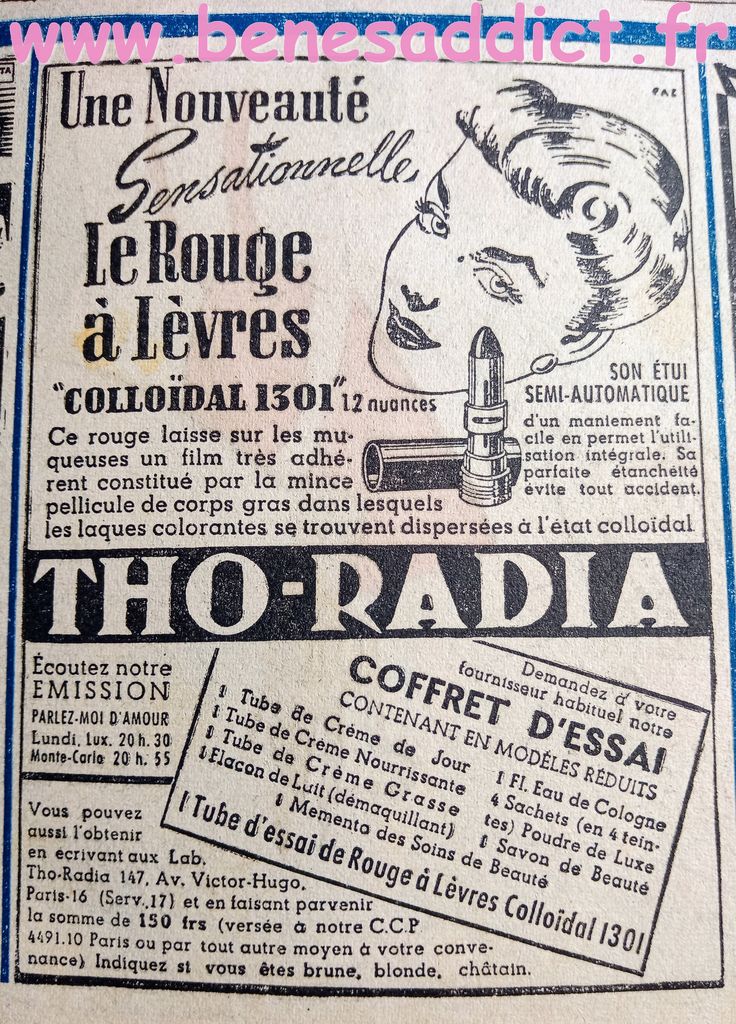 www.benesaddict.fr
PAZ
Une Nouveauté
Sensationnelle
Le Rouge
à Lèvres
"COLLOÏDAL 1301" 12 nuances
Ce rouge laisse sur les mu-
queuses un film très adhé-
rent constitué par la mince
pellicule de corps gras dans lesquels
les laques colorantes se trouvent dispersées à l'état colloïdal
SON ÉTUI
SEMI-AUTOMATIQUE
d'un maniement fa-
cile en permet l'utili-
sation intégrale. Sa
parfaite étanchéité
évite tout accident.
THO-RADIA
Écoutez notre
EMISSION
PARLEZ-MOI D'AMOUR
Lundi, Lux. 20 h. 30
Monte-Carlo 20 h. 55
Demandez à votre
fournisseur habituel notre
COFFRET D'ESSAI
CONTENANT EN MODÈLES RÉDUITS
1 Tube de Crème de Jour
1 Tube de Crème Nourrissante
1 Tube de Crème Grasse
1 Flacon de Lait (démaquillant)
1 Memento des Soins de Beauté
1 Fl. Eau de Cologne
4 Sachets (en 4 tein-
tes) Poudre de Luxe
1 Savon de Beauté
1 Tube d'essai de Rouge à Lèvres Colloïdal 1301
Vous pouvez
aussi l'obtenir
en écrivant aux Lab.
Tho-Radia 147, Av. Victor-Hugo,
Paris-16 (Serv. 17) et en faisant parvenir
la somme de 150 frs (versée à notre C.C.P.
4491.10 Paris ou par tout autre moyen à votre conve-
nance) Indiquez si vous êtes brune, blonde, châtain.